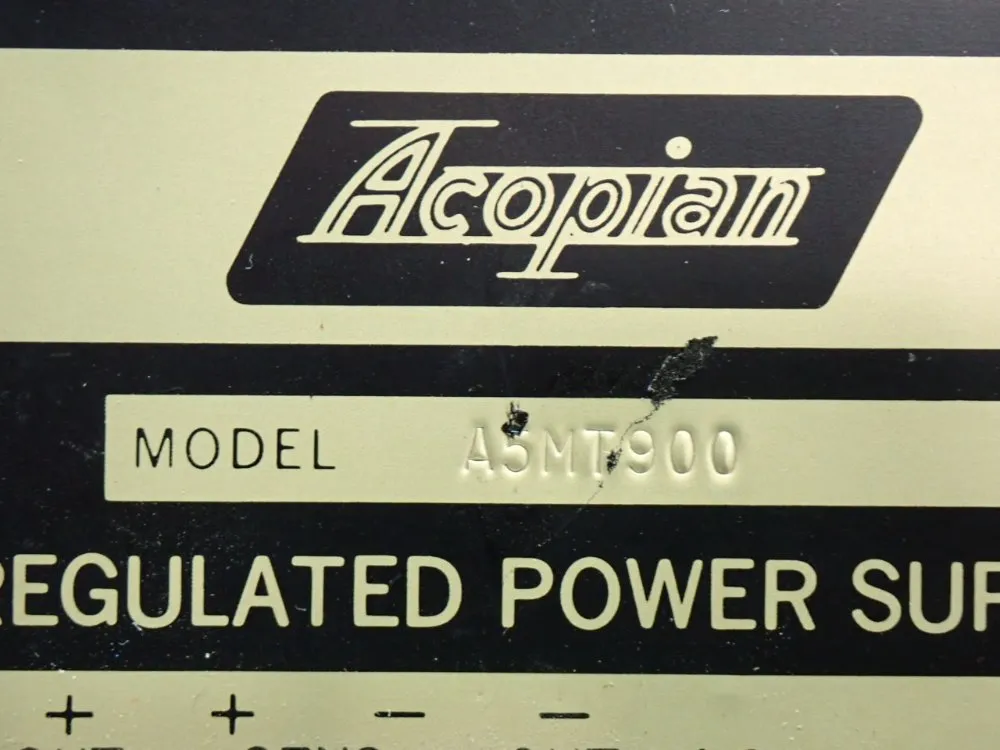 Acopian
MODEL A5MT900
REGULATED POWER SUP
+ + − −